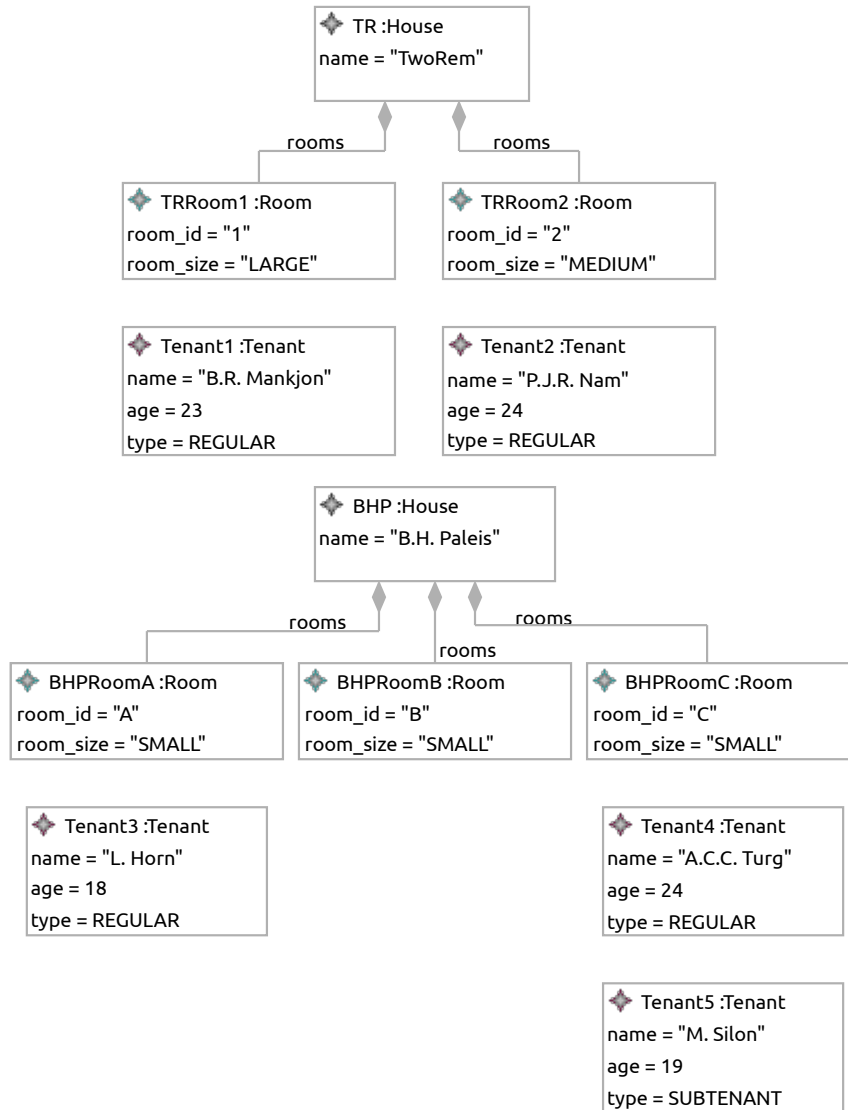 TR :House
name = "TwoRem"
rooms
rooms
TRRoom1 :Room
room_id = "1"
room_size = "LARGE"
TRRoom2 :Room
room_id = "2"
room_size = "MEDIUM"
Tenant1 :Tenant
name = "B.R. Mankjon"
age = 23
type = REGULAR
Tenant2 :Tenant
name = "P.J.R. Nam"
age = 24
type = REGULAR
BHP :House
name = "B.H. Paleis"
rooms
rooms
rooms
BHPRoomA :Room
room_id = "A"
room_size = "SMALL"
BHPRoomB :Room
room_id = "B"
room_size = "SMALL"
BHPRoomC :Room
room_id = "C"
room_size = "SMALL"
Tenant3 :Tenant
name = "L. Horn"
age = 18
type = REGULAR
Tenant4 :Tenant
name = "A.C.C. Turg"
age = 24
type = REGULAR
Tenant5 :Tenant
name = "M. Silon"
age = 19
type = SUBTENANT